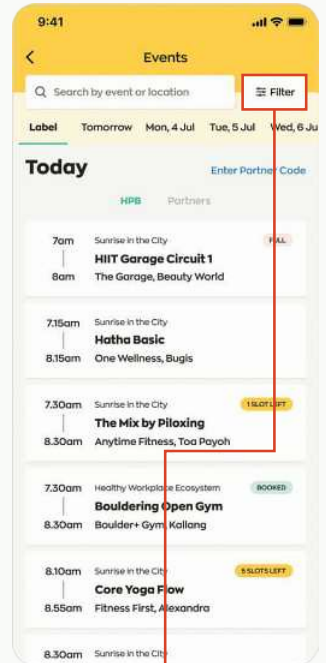 9:41
Events
Search by event or location
Filter
Label Tomorrow Mon, 4 Jul Tue, 5 Jul Wed, 6 Ju
Today
Enter Partner Code
HPB Partners
7am Sunrise in the City FULL
HIIT Garage Circuit 1
8am The Garage, Beauty World
7.15am Sunrise in the City
Hatha Basic
8.15am One Wellness, Bugis
7.30am Sunrise in the City 1 SLOT LEFT
The Mix by Piloxing
8.30am Anytime Fitness, Toa Payoh
7.30am Healthy Workplace Ecosystem BOOKED
Bouldering Open Gym
8.30am Boulder+ Gym, Kallang
8.10am Sunrise in the City 5 SLOTS LEFT
Core Yoga Flow
8.55am Fitness First, Alexandra
8.30am Sunrise in the City